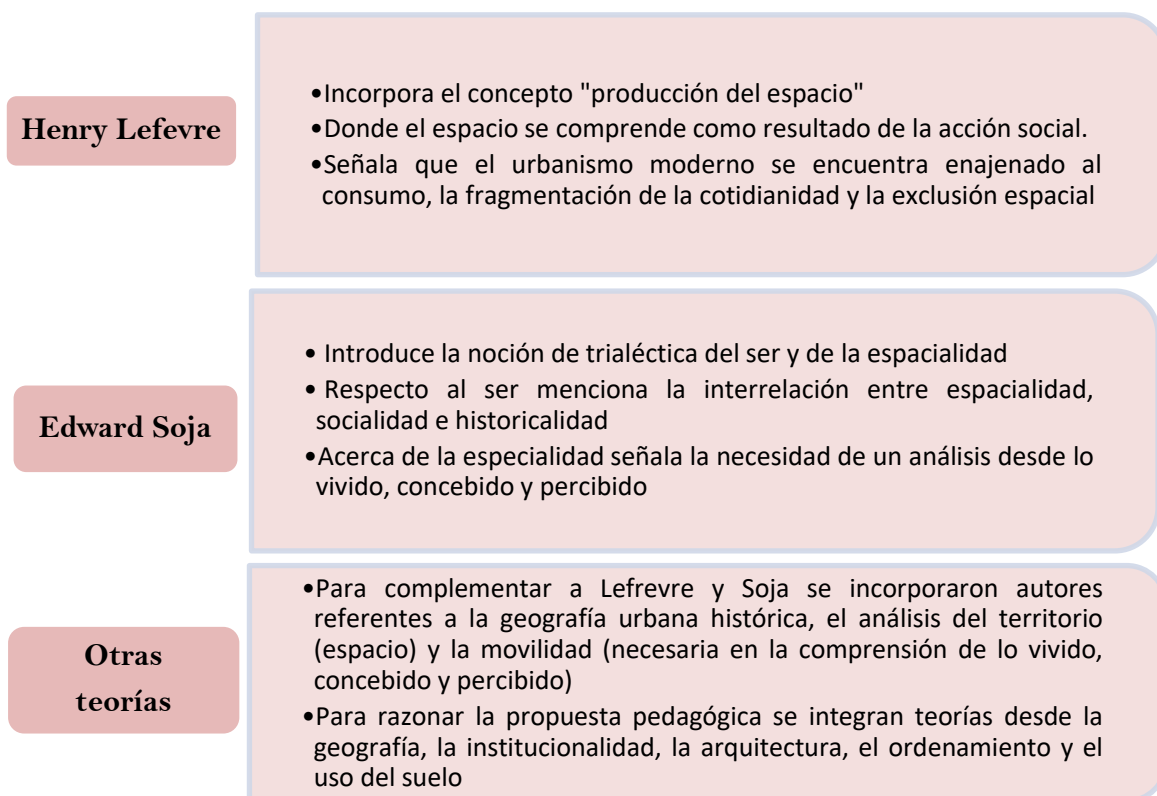 Henry Lefevre
•Incorpora el concepto "producción del espacio"
•Donde el espacio se comprende como resultado de la acción social.
•Señala que el urbanismo moderno se encuentra enajenado al
consumo, la fragmentación de la cotidianidad y la exclusión espacial
Edward Soja
• Introduce la noción de trialéctica del ser y de la espacialidad
• Respecto al ser menciona la interrelación entre espacialidad,
socialidad e historicalidad
•Acerca de la especialidad señala la necesidad de un análisis desde lo
vivido, concebido y percibido
Otras
teorías
•Para complementar a Lefrevre y Soja se incorporaron autores
referentes a la geografía urbana histórica, el análisis del territorio
(espacio) y la movilidad (necesaria en la comprensión de lo vivido,
concebido y percibido)
•Para razonar la propuesta pedagógica se integran teorías desde la
geografía, la institucionalidad, la arquitectura, el ordenamiento y el
uso del suelo